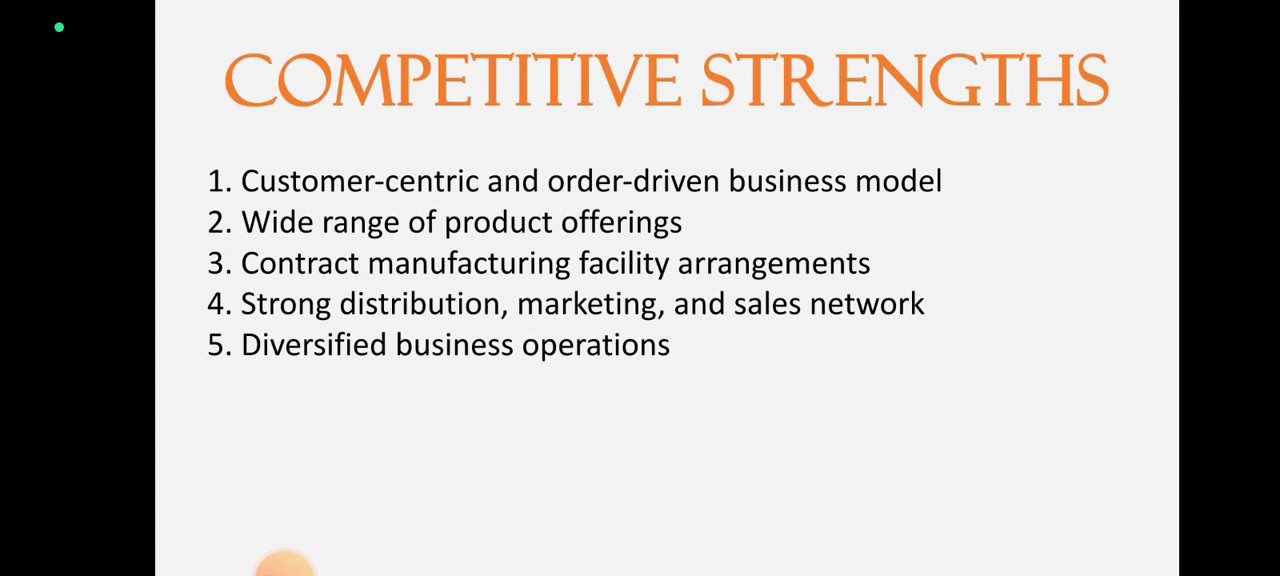 COMPETITIVE STRENGTHS
1. Customer-centric and order-driven business model
2. Wide range of product offerings
3. Contract manufacturing facility arrangements
4. Strong distribution, marketing, and sales network
5. Diversified business operations